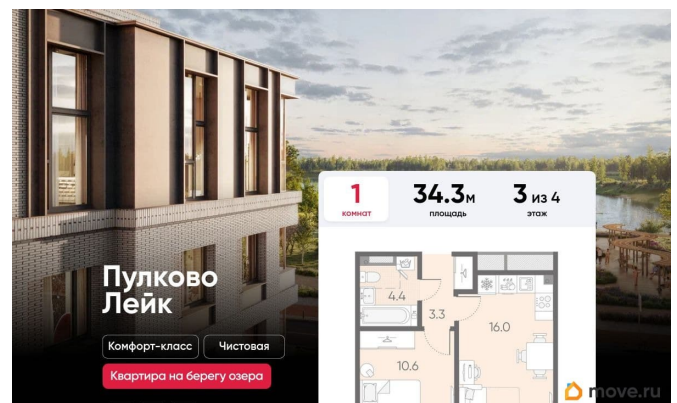 1
комнат
34.3м
площадь
3 из 4
этаж
Пулково
Лейк
Комфорт-класс
Чистовая
Квартира на берегу озера
4.4
3.3
16.0
10.6
move.ru